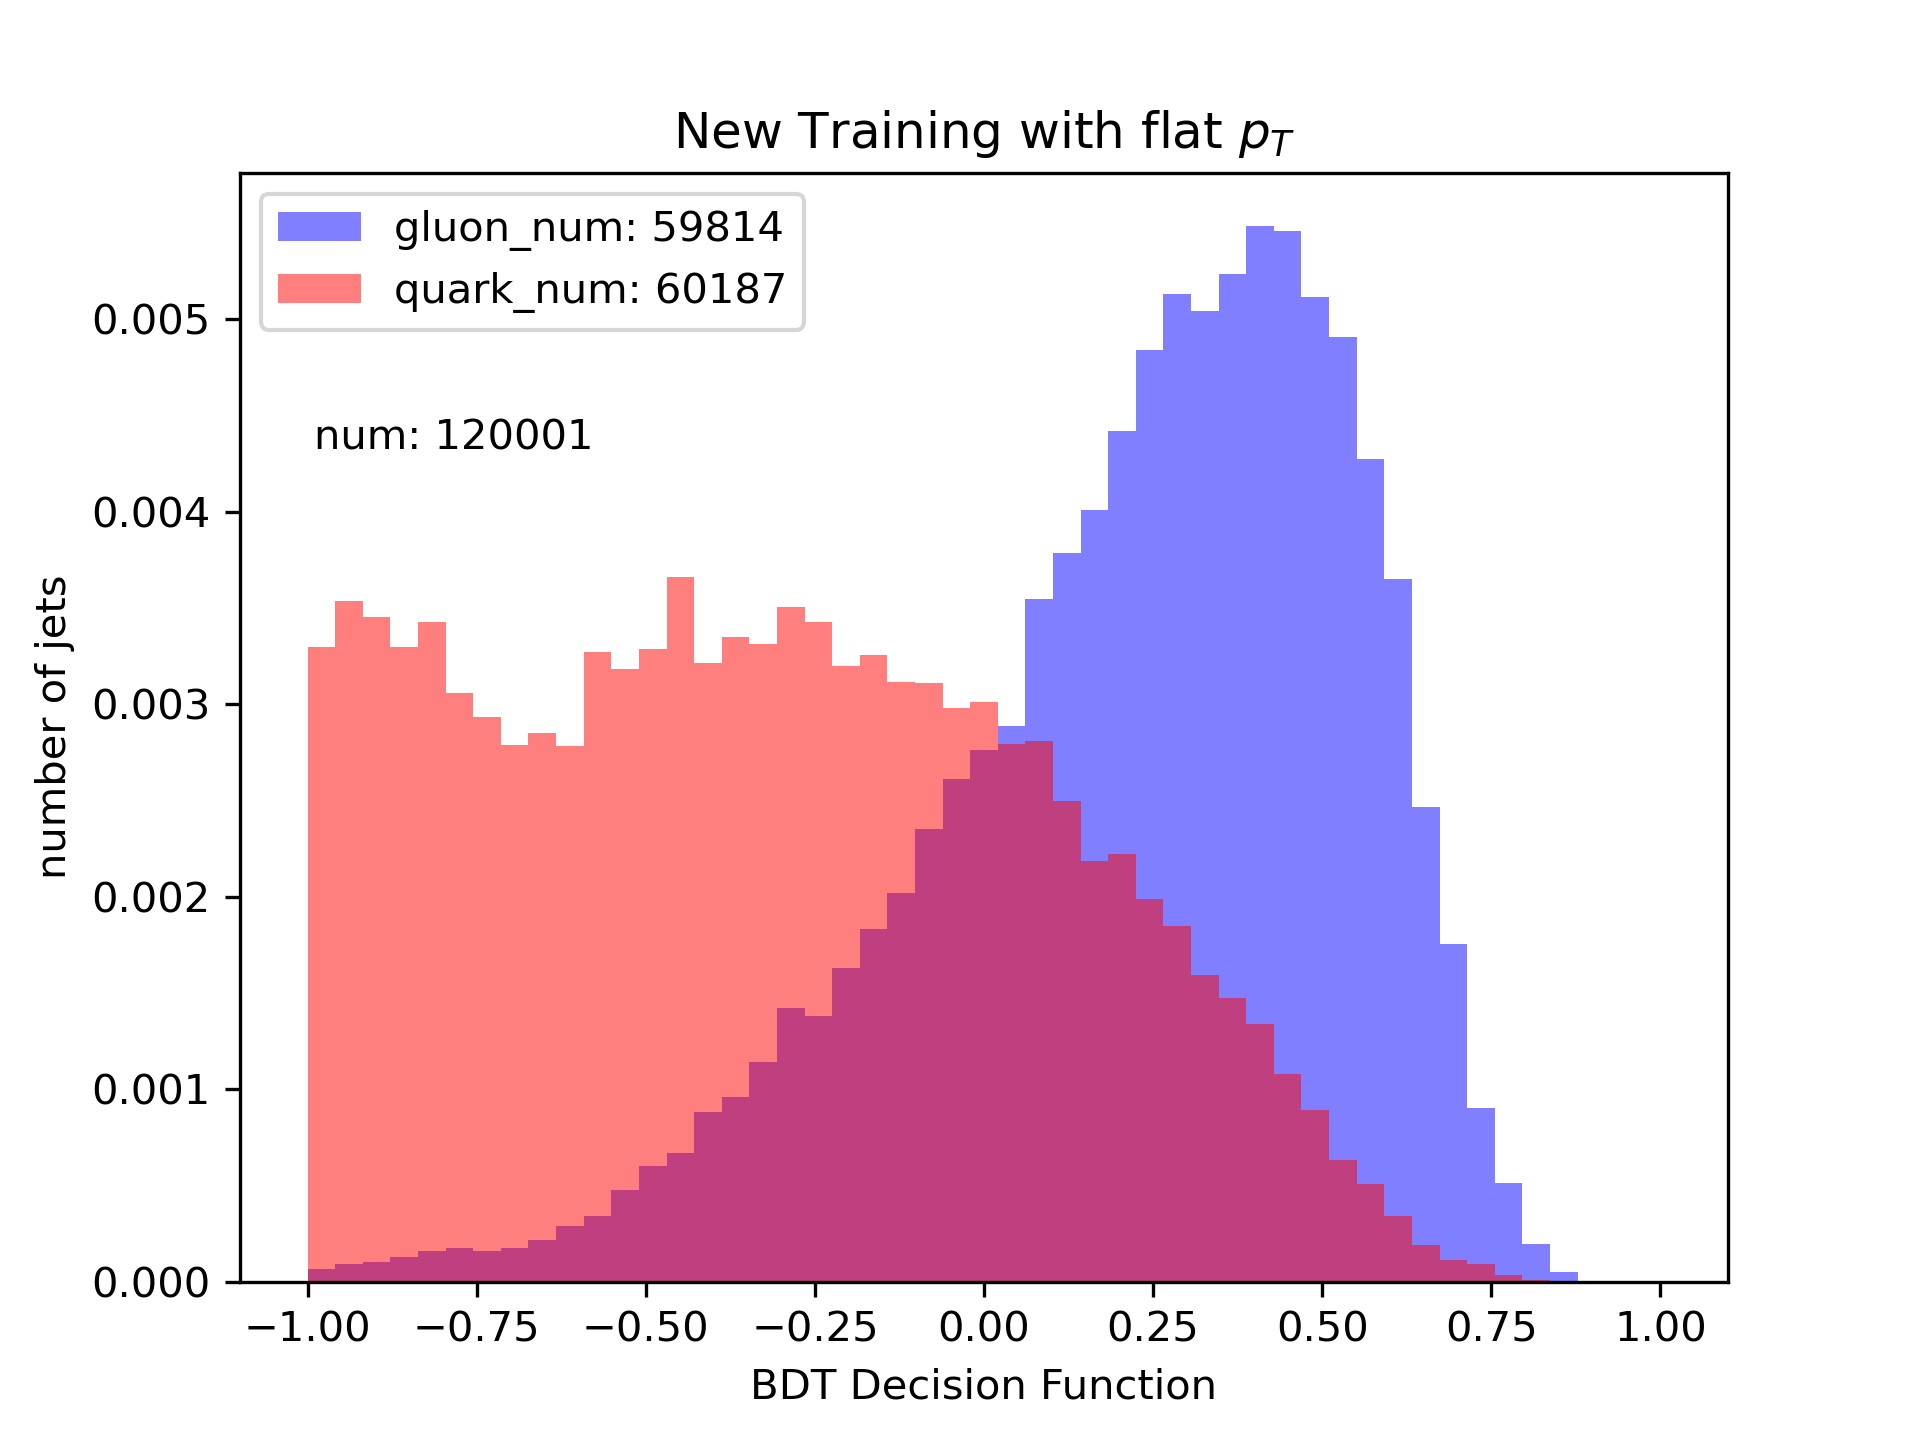 New Training with flat $p_T$
gluon_num: 59814
quark_num: 60187
num: 120001
number of jets
0.005
0.004
0.003
0.002
0.001
0.000
−1.00 −0.75 −0.50 −0.25 0.00 0.25 0.50 0.75 1.00
BDT Decision Function